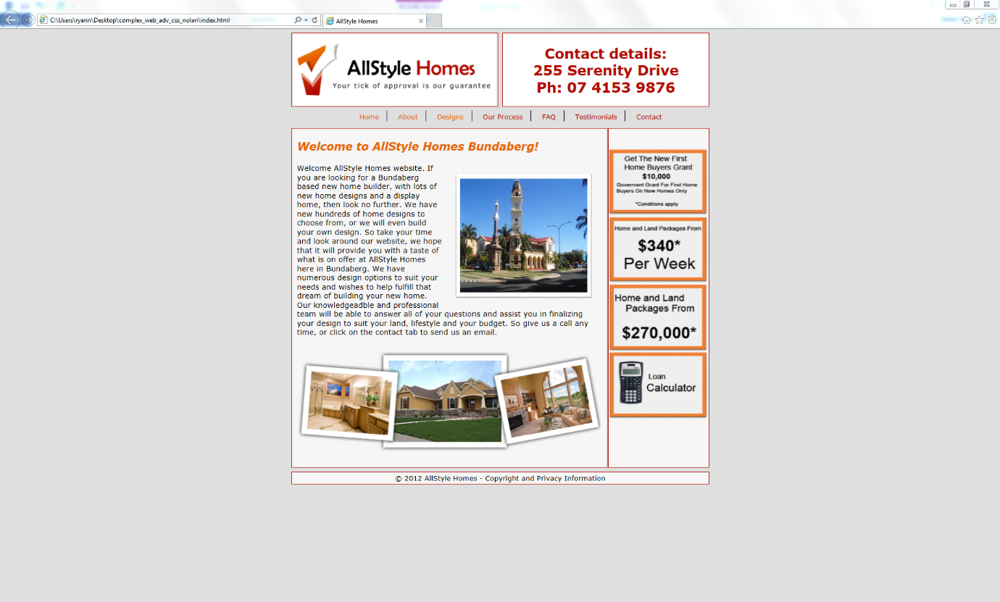 C:\Users\ryann\Desktop\complex_web_adv_css_nolan\index.html
AllStyle Homes
AllStyle Homes
Your tick of approval is our guarantee
Contact details:
255 Serenity Drive
Ph: 07 4153 9876
Home
About
Designs
Our Process
FAQ
Testimonials
Contact
Welcome to AllStyle Homes Bundaberg!
Welcome AllStyle Homes website. If
you are looking for a Bundaberg
based new home builder, with lots of
new home designs and a display
home, then look no further. We have
new hundreds of home designs to
choose from, or we will even build
your own design. So take your time
and look around our website, we hope
that it will provide you with a taste of
what is on offer at AllStyle Homes
here in Bundaberg. We have
numerous design options to suit your
needs and wishes to help fulfill that
dream of building your new home.
Our knowledgeadble and professional
team will be able to answer all of your questions and assist you in finalizing
your design to suit your land, lifestyle and your budget. So give us a call any
time, or click on the contact tab to send us an email.
Get The New First
Home Buyers Grant
$10,000
Goverment Grant For First Home
Buyers On New Homes Only
*Conditions apply
Home and Land Packages From
$340*
Per Week
Home and Land
Packages From
$270,000*
Loan
Calculator
© 2012 AllStyle Homes - Copyright and Privacy Information